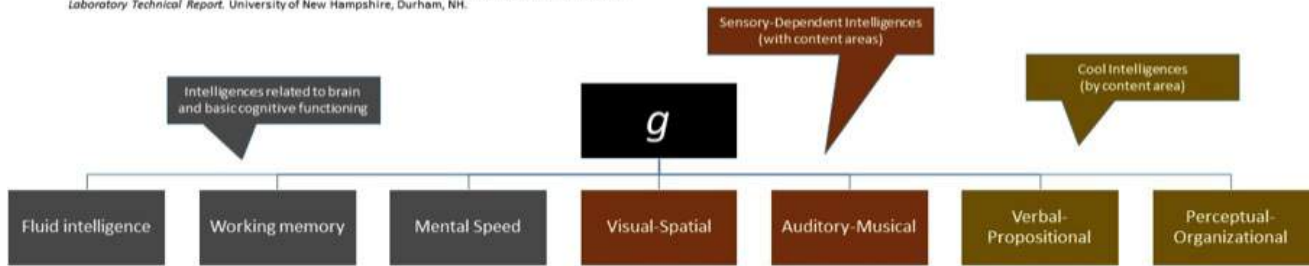 Laboratory Technical Report. University of New Hampshire, Durham, NH.
Sensory-Dependent Intelligences
(with content areas)
Intelligences related to brain
and basic cognitive functioning
Cool Intelligences
(by content area)
g
Fluid intelligence
Working memory
Mental Speed
Visual-Spatial
Auditory-Musical
Verbal-
Propositional
Perceptual-
Organizational